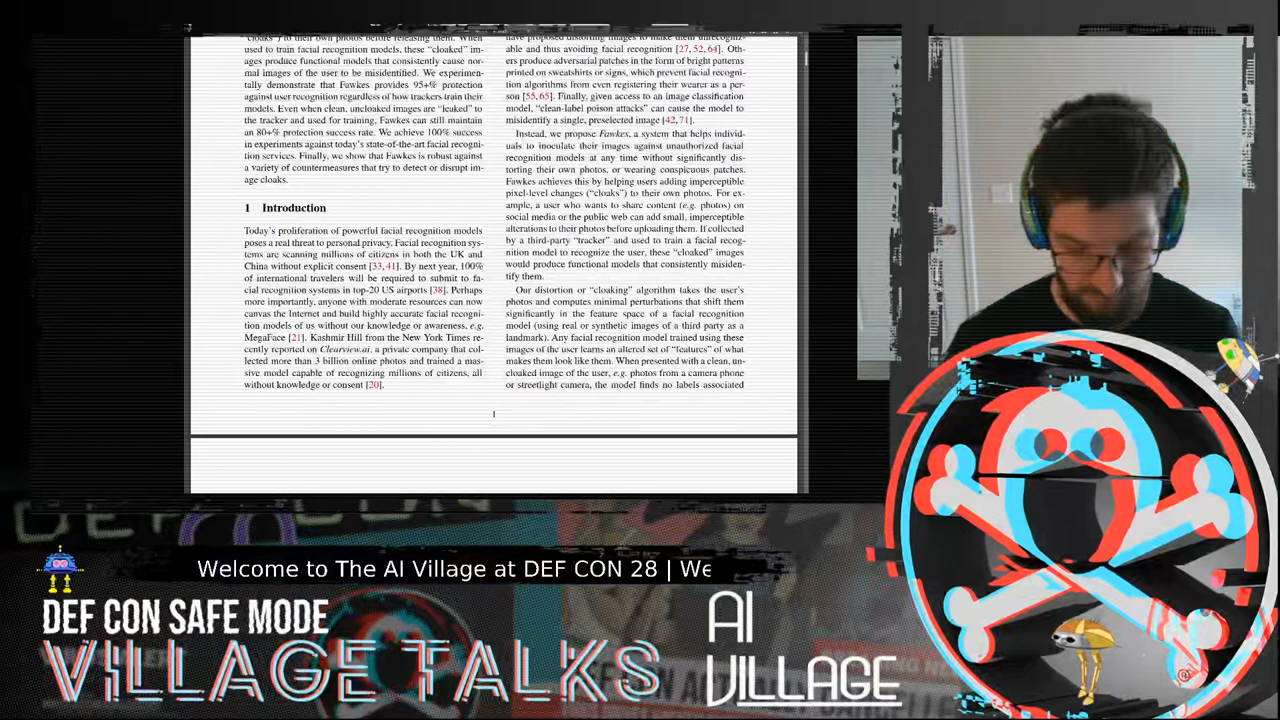 "cloaks") to their own photos before releasing them. When
used to train facial recognition models, these "cloaked" im-
ages produce functional models that consistently cause nor-
mal images of the user to be misidentified. We experimen-
tally demonstrate that Fawkes provides 95+% protection
against user recognition regardless of how trackers train their
models. Even when clean, uncloaked images are "leaked" to
the tracker and used for training, Fawkes can still maintain
an 80+% protection success rate. We achieve 100% success
in experiments against today's state-of-the-art facial recogni-
tion services. Finally, we show that Fawkes is robust against
a variety of countermeasures that try to detect or disrupt im-
age cloaks.
1 Introduction
Today's proliferation of powerful facial recognition models
poses a real threat to personal privacy. Facial recognition sys-
tems are scanning millions of citizens in both the UK and
China without explicit consent [33,41]. By next year, 100%
of international travelers will be required to submit to fa-
cial recognition systems in top-20 US airports [38]. Perhaps
more importantly, anyone with moderate resources can now
canvas the Internet and build highly accurate facial recogni-
tion models of us without our knowledge or awareness, e.g.
MegaFace [21]. Kashmir Hill from the New York Times re-
cently reported on Clearview.ai, a private company that col-
lected more than 3 billion online photos and trained a mas-
sive model capable of recognizing millions of citizens, all
without knowledge or consent [20].
have proposed distorting images to make them unrecogniz-
able and thus avoiding facial recognition [27,52,64]. Oth-
ers produce adversarial patches in the form of bright patterns
printed on sweatshirts or signs, which prevent facial recogni-
tion algorithms from even registering their wearer as a per-
son [55,65]. Finally, given access to an image classification
model, "clean-label poison attacks" can cause the model to
misidentify a single, preselected image [42,71].
Instead, we propose Fawkes, a system that helps individ-
uals to inoculate their images against unauthorized facial
recognition models at any time without significantly dis-
torting their own photos, or wearing conspicuous patches.
Fawkes achieves this by helping users adding imperceptible
pixel-level changes ("cloaks") to their own photos. For ex-
ample, a user who wants to share content (e.g. photos) on
social media or the public web can add small, imperceptible
alterations to their photos before uploading them. If collected
by a third-party "tracker" and used to train a facial recog-
nition model to recognize the user, these "cloaked" images
would produce functional models that consistently misiden-
tify them.
Our distortion or "cloaking" algorithm takes the user's
photos and computes minimal perturbations that shift them
significantly in the feature space of a facial recognition
model (using real or synthetic images of a third party as a
landmark). Any facial recognition model trained using these
images of the user learns an altered set of "features" of what
makes them look like them. When presented with a clean, un-
cloaked image of the user, e.g. photos from a camera phone
or streetlight camera, the model finds no labels associated
1
Welcome to The AI Village at DEF CON 28 | We
DEF CON SAFE MODE
VILLAGE TALKS
AI
VILLAGE